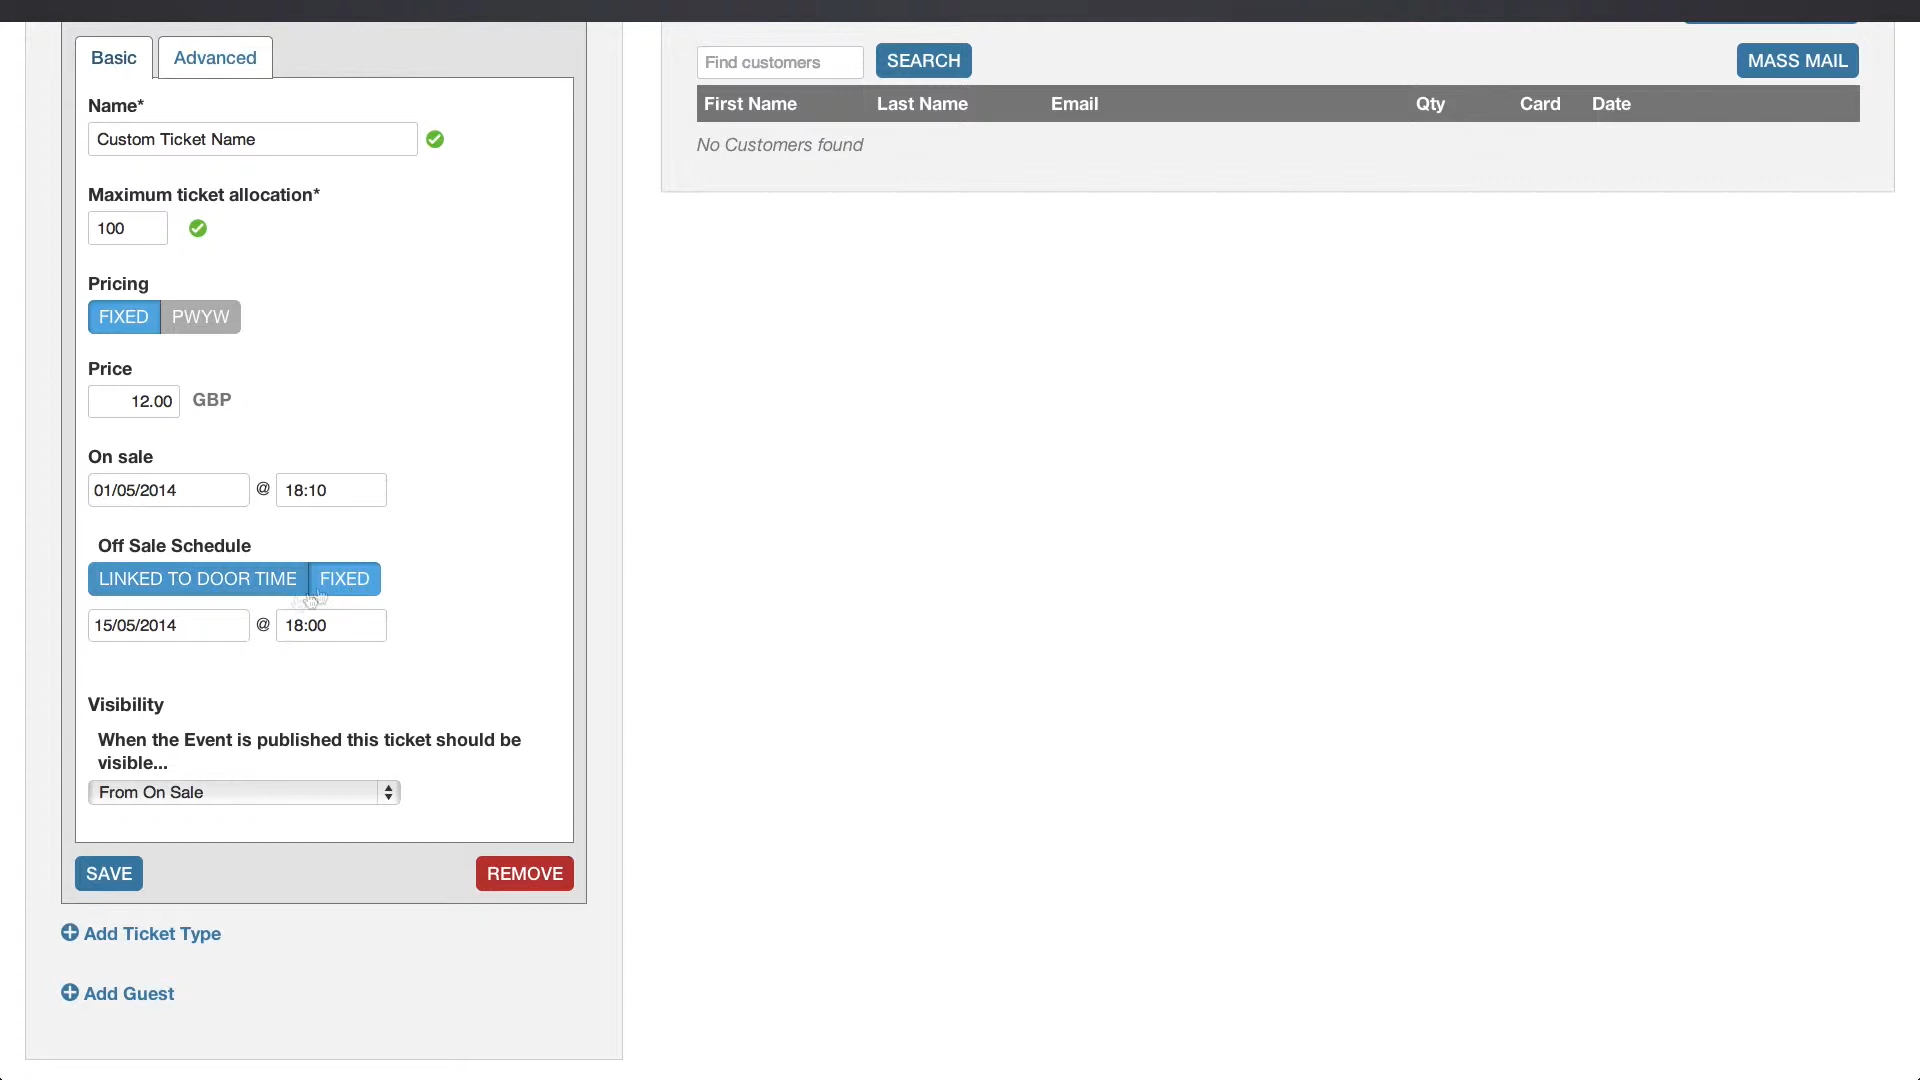 Basic Advanced
Name*
Custom Ticket Name
Maximum ticket allocation*
100
Pricing
FIXED PWYW
Price
12.00 GBP
On sale
01/05/2014 @ 18:10
Off Sale Schedule
LINKED TO DOOR TIME FIXED
15/05/2014 @ 18:00
Visibility
When the Event is published this ticket should be
visible...
From On Sale
SAVE REMOVE
Add Ticket Type
Add Guest
Find customers SEARCH MASS MAIL
First Name Last Name Email Qty Card Date
No Customers found